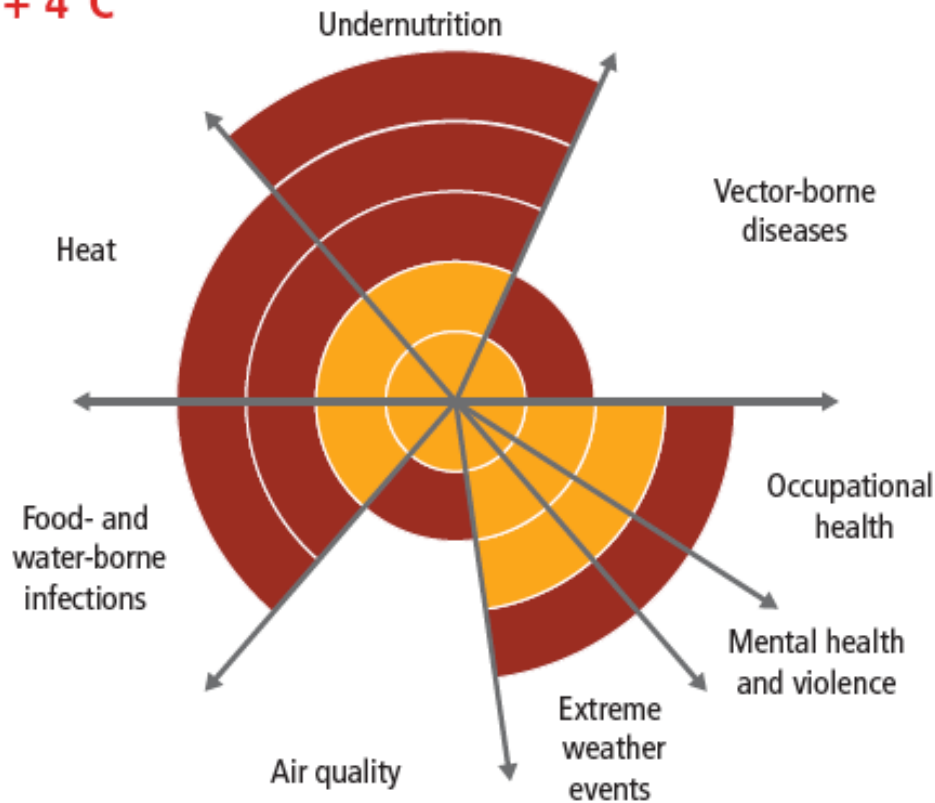 + 4°C
Undernutrition
Vector-borne
diseases
Heat
Occupational
health
Food- and
water-borne
infections
Mental health
and violence
Extreme
weather
events
Air quality